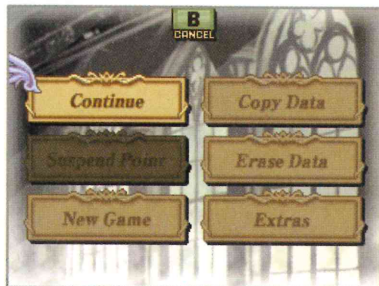 B
CANCEL
Continue
Copy Data
Suspend Point
Erase Data
New Game
Extras